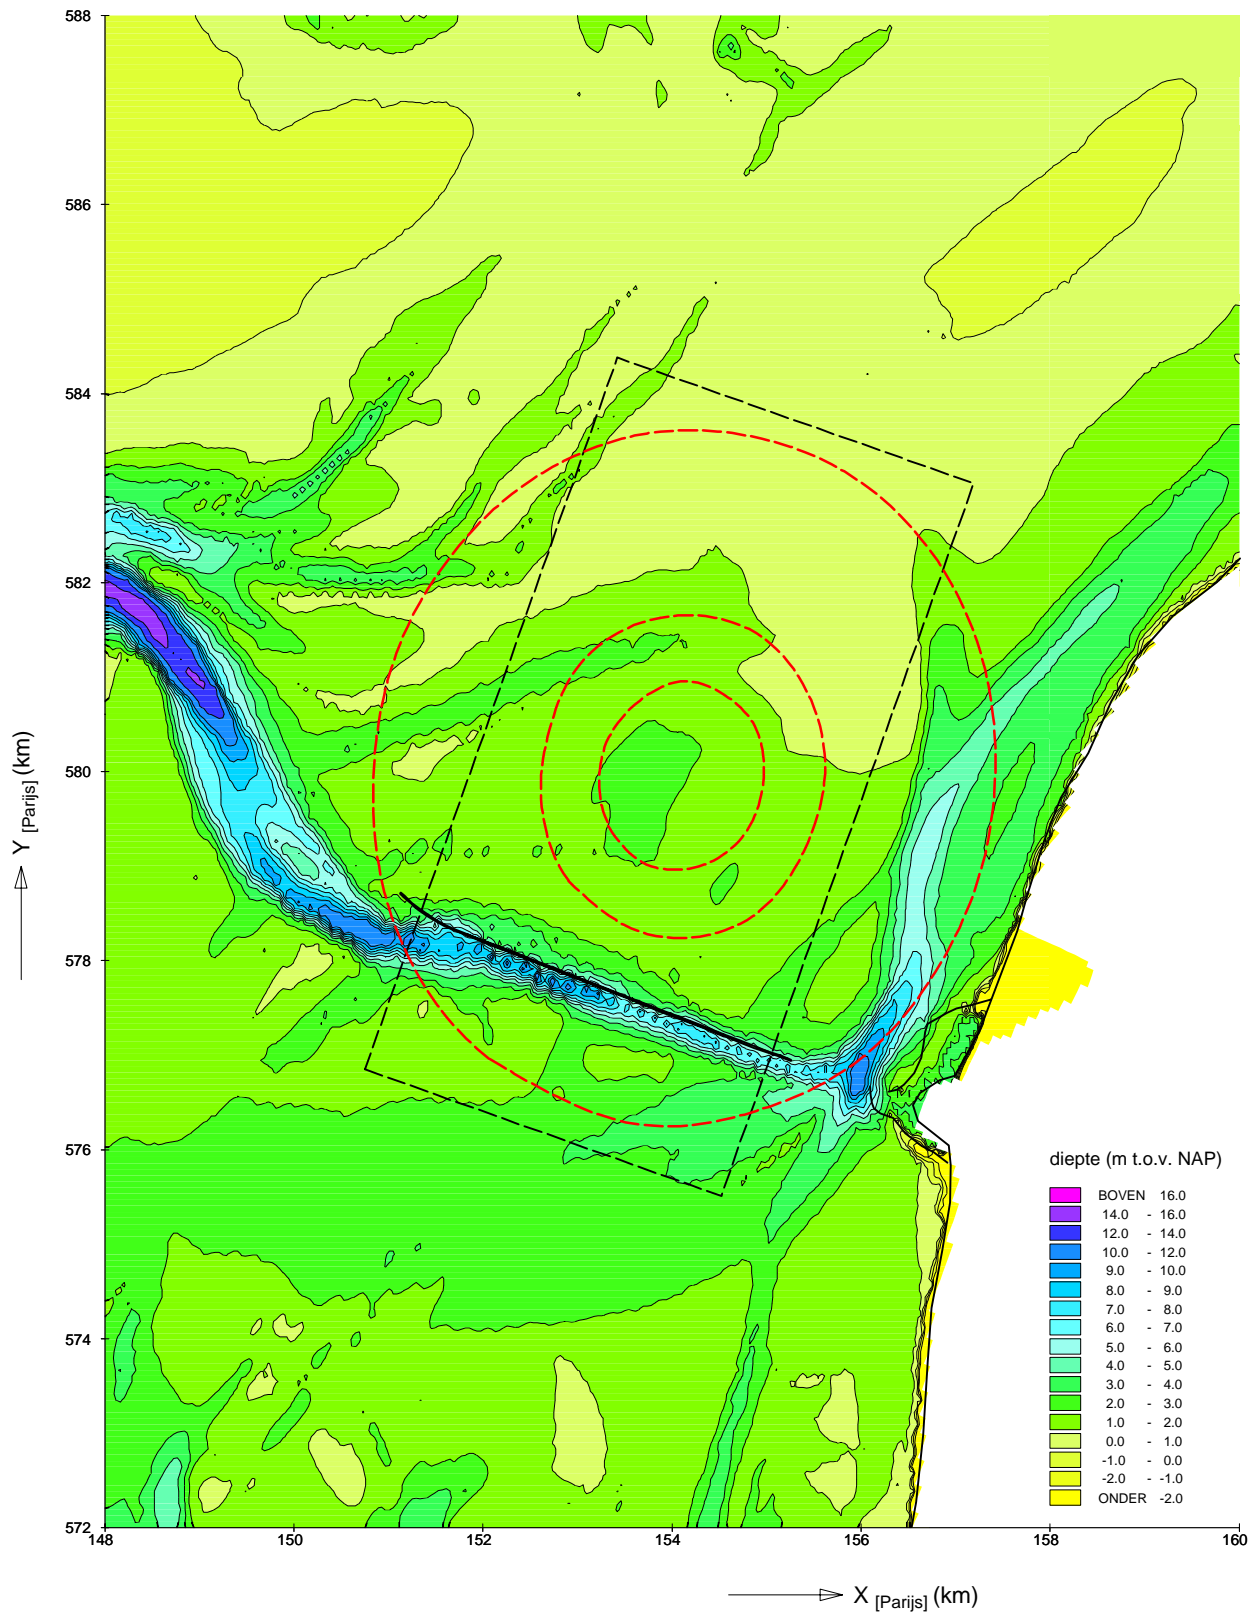 588
586
584
582
580
578
576
574
572
Y [Parijs] (km)
148
150
152
154
156
158
160
X [Parijs] (km)
diepte (m t.o.v. NAP)
BOVEN 16.0
14.0 - 16.0
12.0 - 14.0
10.0 - 12.0
9.0 - 10.0
8.0 - 9.0
7.0 - 8.0
6.0 - 7.0
5.0 - 6.0
4.0 - 5.0
3.0 - 4.0
2.0 - 3.0
1.0 - 2.0
0.0 - 1.0
-1.0 - 0.0
-2.0 - -1.0
ONDER -2.0